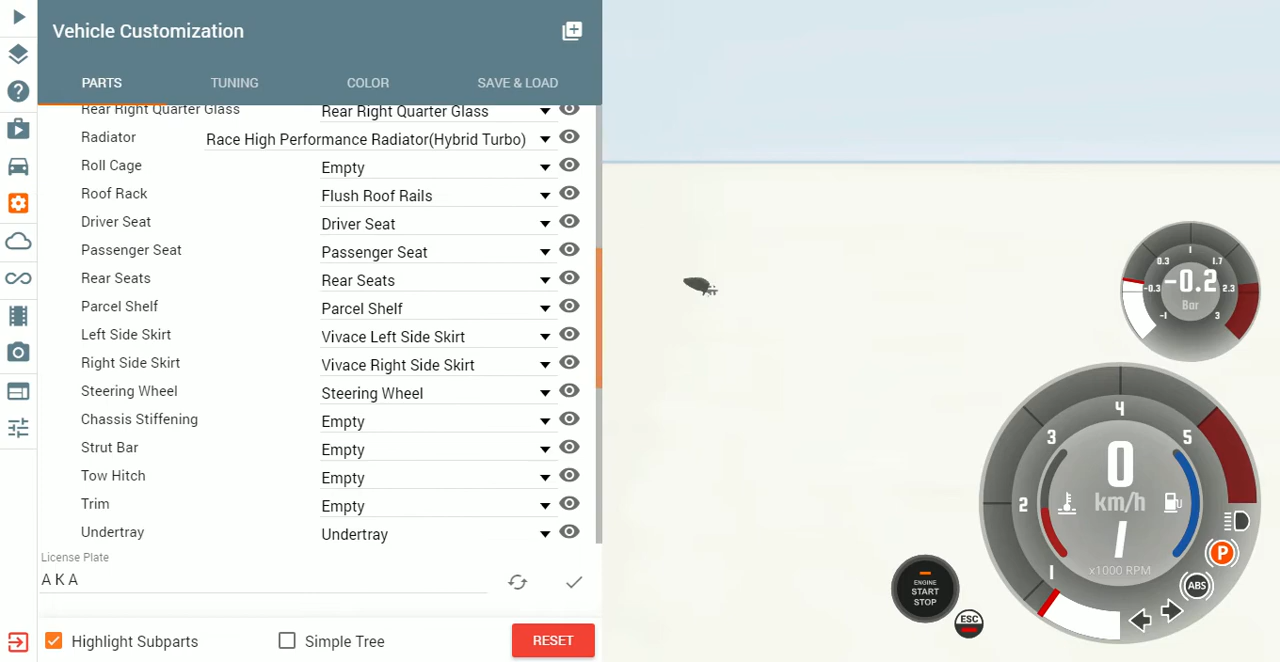 Vehicle Customization
PARTS TUNING COLOR SAVE & LOAD
Rear Right Quarter Glass Rear Right Quarter Glass
Radiator Race High Performance Radiator(Hybrid Turbo)
Roll Cage Empty
Roof Rack Flush Roof Rails
Driver Seat Driver Seat
Passenger Seat Passenger Seat
Rear Seats Rear Seats
Parcel Shelf Parcel Shelf
Left Side Skirt Vivace Left Side Skirt
Right Side Skirt Vivace Right Side Skirt
Steering Wheel Steering Wheel
Chassis Stiffening Empty
Strut Bar Empty
Tow Hitch Empty
Trim Empty
Undertray Undertray
License Plate
A K A
Highlight Subparts Simple Tree RESET
0.3 1 1.7
-0.3 -0.2 2.3
Bar
-1 3
4
3 5
0
2 km/h
1
x1000 RPM
1
P
ABS
ENGINE
START
STOP
ESC